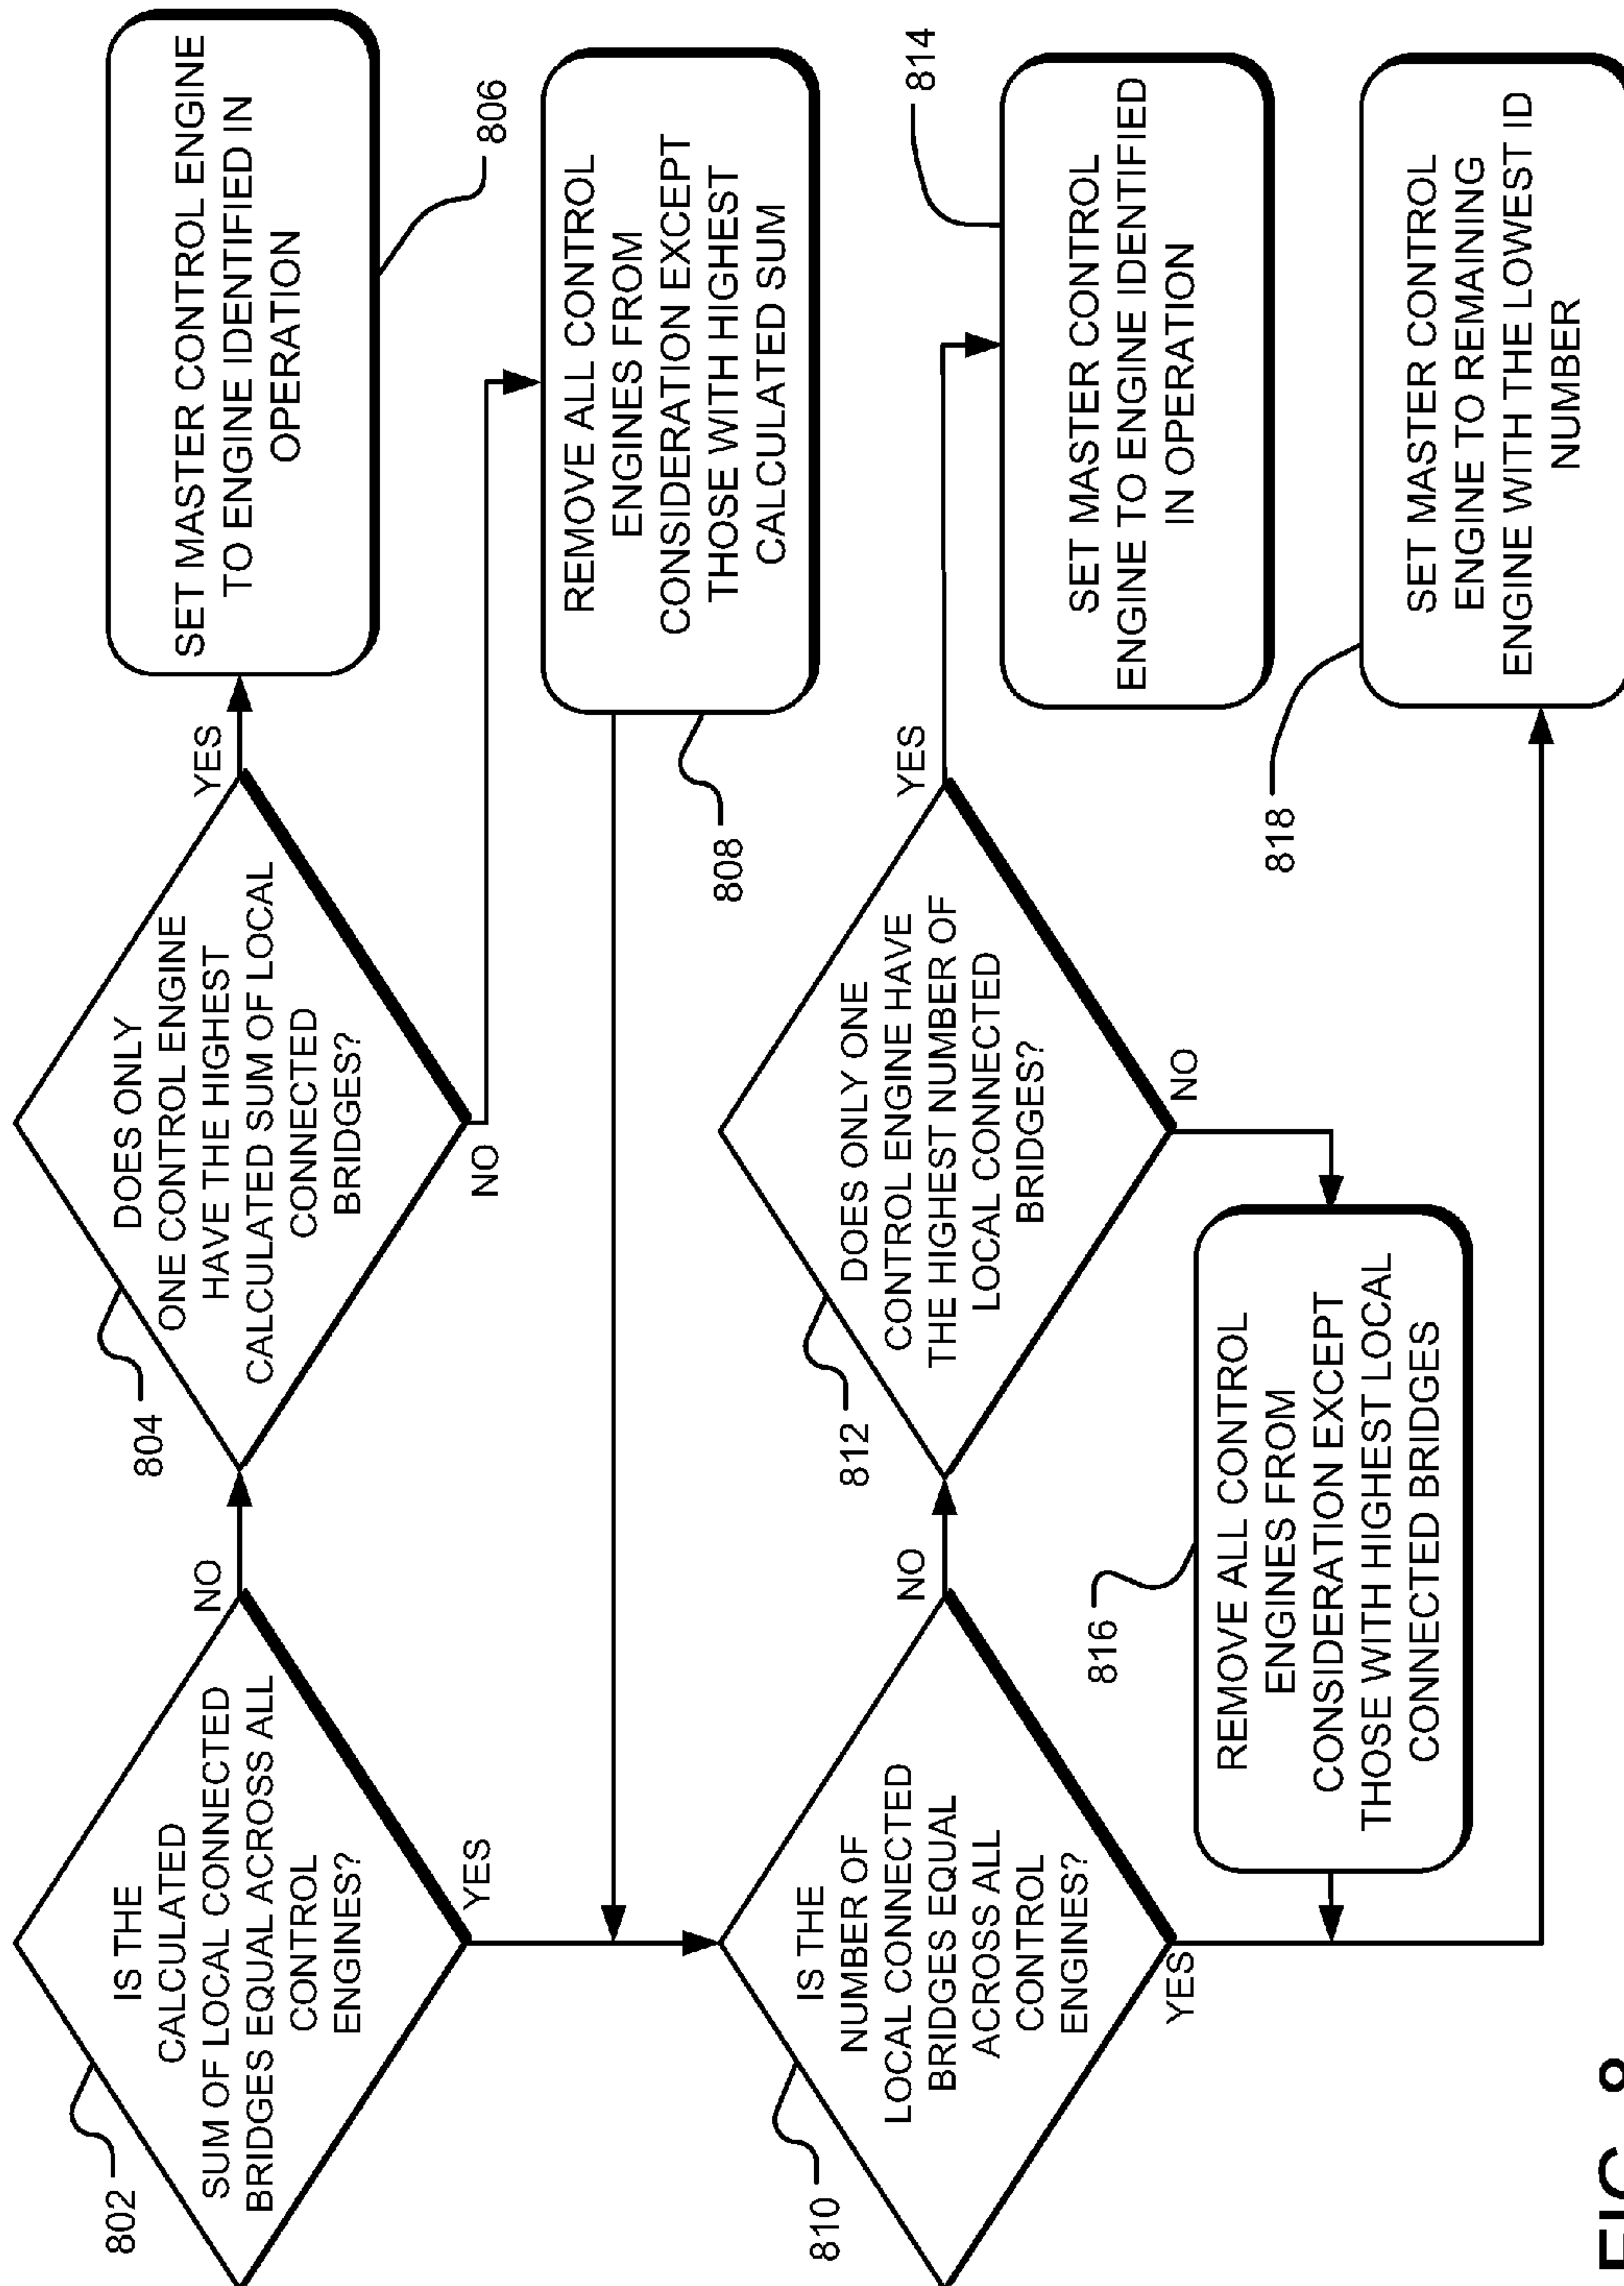 802
IS THE
CALCULATED
SUM OF LOCAL CONNECTED
BRIDGES EQUAL ACROSS ALL
CONTROL
ENGINES?
NO
YES
804
DOES ONLY
ONE CONTROL ENGINE
HAVE THE HIGHEST
CALCULATED SUM OF LOCAL
CONNECTED
BRIDGES?
YES
NO
SET MASTER CONTROL ENGINE
TO ENGINE IDENTIFIED IN
OPERATION
806
REMOVE ALL CONTROL
ENGINES FROM
CONSIDERATION EXCEPT
THOSE WITH HIGHEST
CALCULATED SUM
808
810
IS THE
NUMBER OF
LOCAL CONNECTED
BRIDGES EQUAL
ACROSS ALL
CONTROL
ENGINES?
NO
YES
812
DOES ONLY ONE
CONTROL ENGINE HAVE
THE HIGHEST NUMBER OF
LOCAL CONNECTED
BRIDGES?
YES
NO
814
SET MASTER CONTROL
ENGINE TO ENGINE IDENTIFIED
IN OPERATION
816
REMOVE ALL CONTROL
ENGINES FROM
CONSIDERATION EXCEPT
THOSE WITH HIGHEST LOCAL
CONNECTED BRIDGES
818
SET MASTER CONTROL
ENGINE TO REMAINING
ENGINE WITH THE LOWEST ID
NUMBER
FIG. 8